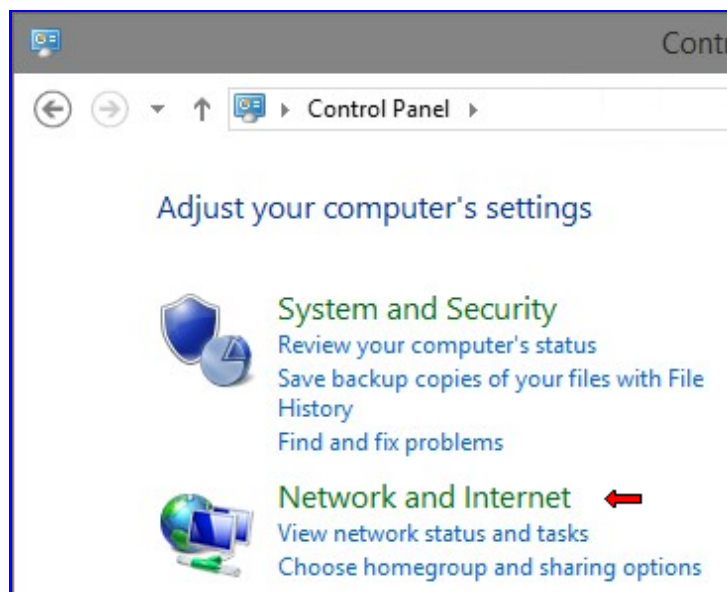 Control Panel
Adjust your computer's settings
System and Security
Review your computer's status
Save backup copies of your files with File
History
Find and fix problems
Network and Internet
View network status and tasks
Choose homegroup and sharing options